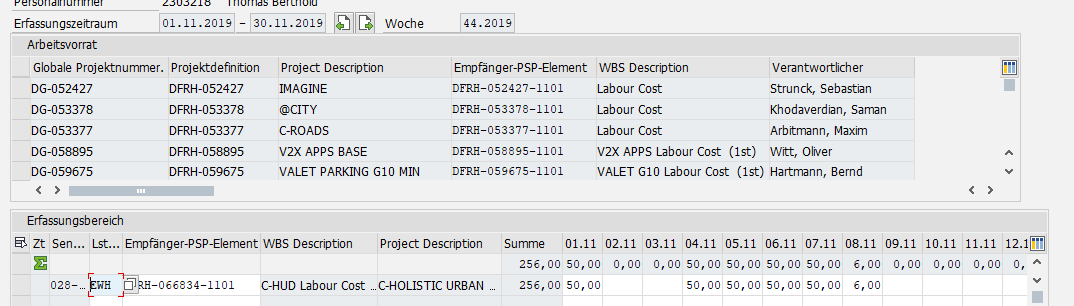 Personalnummer 2303218 Thomas Berthold
Erfassungszeitraum 01.11.2019 - 30.11.2019 Woche 44.2019
Arbeitsvorrat
Globale Projektnummer. Projektdefinition Project Description Empfänger-PSP-Element WBS Description Verantwortlicher
DG-052427 DFRH-052427 IMAGINE DFRH-052427-1101 Labour Cost Strunck, Sebastian
DG-053378 DFRH-053378 @CITY DFRH-053378-1101 Labour Cost Khodaverdian, Saman
DG-053377 DFRH-053377 C-ROADS DFRH-053377-1101 Labour Cost Arbitmann, Maxim
DG-058895 DFRH-058895 V2X APPS BASE DFRH-058895-1101 V2X APPS Labour Cost (1st) Witt, Oliver
DG-059675 DFRH-059675 VALET PARKING G10 MIN DFRH-059675-1101 VALET G10 Labour Cost (1st) Hartmann, Bernd
Erfassungsbereich
Zt Sen... Lst... Empfänger-PSP-Element WBS Description Project Description Summe 01.11 02.11 03.11 04.11 05.11 06.11 07.11 08.11 09.11 10.11 11.11 12.1
256,00 50,00 0,00 0,00 50,00 50,00 50,00 50,00 6,00 0,00 0,00 0,00 0,
028-... EWH RH-066834-1101 C-HUD Labour Cost ... C-HOLISTIC URBAN ... 256,00 50,00 50,00 50,00 50,00 50,00 6,00